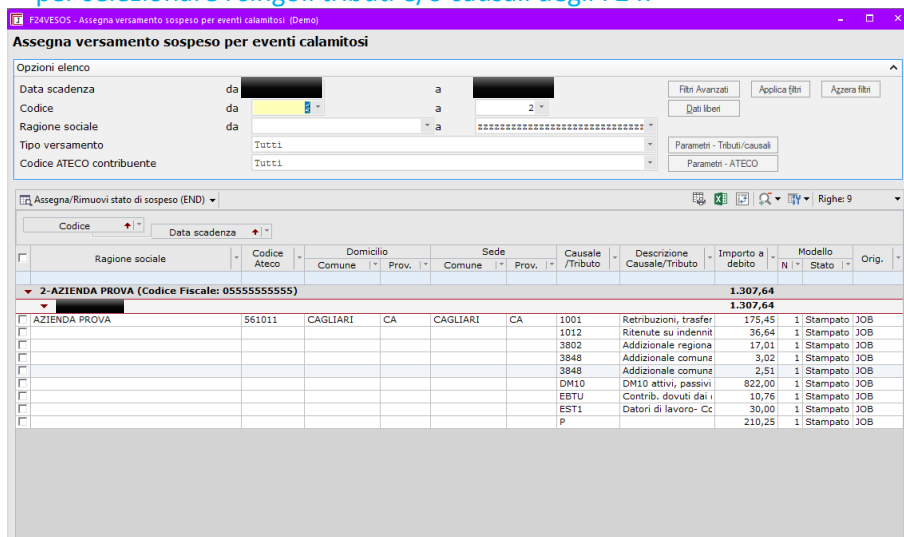 F24VESOS - Assegna versamento sospeso per eventi calamitosi (Demo)
Assegna versamento sospeso per eventi calamitosi
Opzioni elenco
Data scadenza da a Filtri Avanzati Applica filtri Azzera filtri
Codice da 2 a 2 Dati liberi
Ragione sociale da a zzzzzzzzzzzzzzzzzzzzzzzzzzzzzz
Tipo versamento Tutti Parametri - Tributi/causali
Codice ATECO contribuente Tutti Parametri - ATECO
Assegna/Rimuovi stato di sospeso (END) Righe: 9
Codice
Data scadenza
Ragione sociale Codice Ateco Domicilio Sede Causale /Tributo Descrizione Causale/Tributo Importo a debito Modello Orig.
Comune Prov. Comune Prov. N Stato
2-AZIENDA PROVA (Codice Fiscale: 05555555555) 1.307,64
1.307,64
AZIENDA PROVA 561011 CAGLIARI CA CAGLIARI CA 1001 Retribuzioni, trasfer 175,45 1 Stampato JOB
1012 Ritenute su indennit 36,64 1 Stampato JOB
3802 Addizionale regiona 17,01 1 Stampato JOB
3848 Addizionale comuna 3,02 1 Stampato JOB
3848 Addizionale comuna 2,51 1 Stampato JOB
DM10 DM10 attivi, passivi 822,00 1 Stampato JOB
EBTU Contrib. dovuti dai 10,76 1 Stampato JOB
EST1 Datori di lavoro- Co 30,00 1 Stampato JOB
P 210,25 1 Stampato JOB